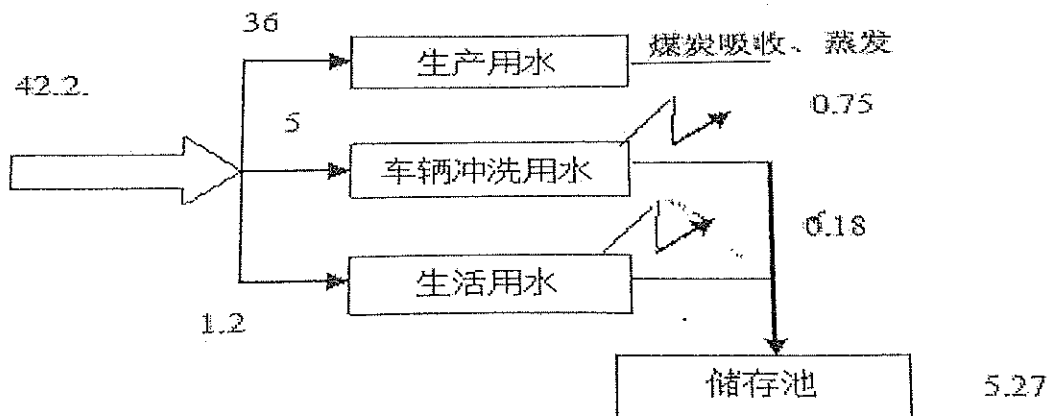 36
生产用水
煤炭吸收、蒸发
42.2.
5
0.75
车辆冲洗用水
0.18
生活用水
1.2
储存池
5.27